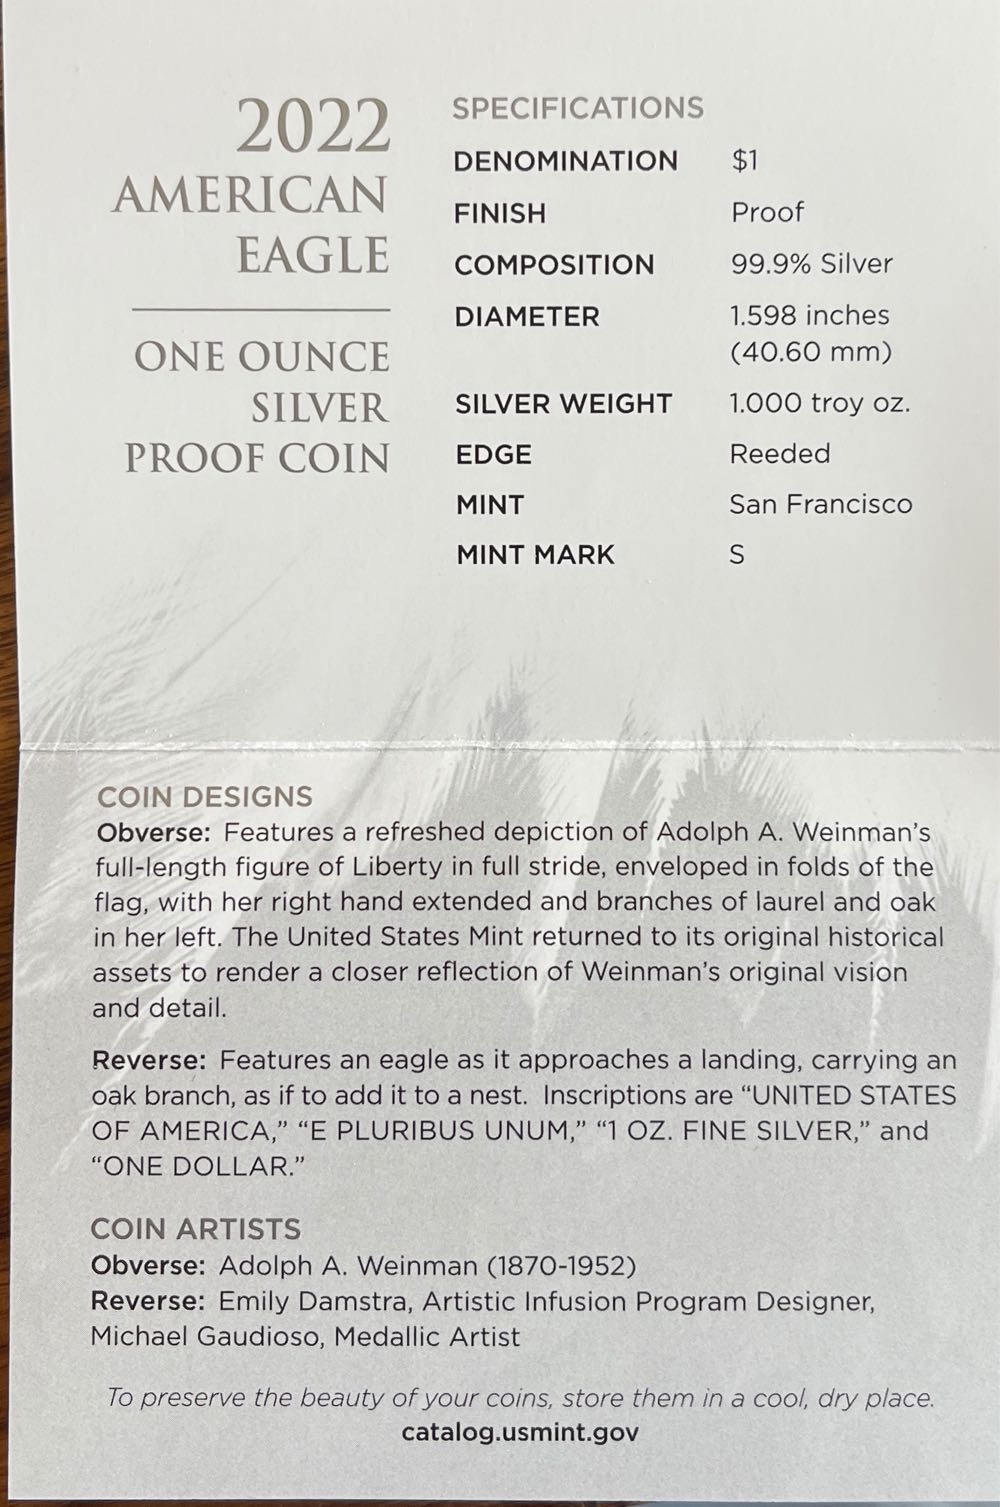 2022
AMERICAN
EAGLE
ONE OUNCE
SILVER
PROOF COIN
SPECIFICATIONS
DENOMINATION $1
FINISH Proof
COMPOSITION 99.9% Silver
DIAMETER 1.598 inches
(40.60 mm)
SILVER WEIGHT 1.000 troy oz.
EDGE Reeded
MINT San Francisco
MINT MARK S
COIN DESIGNS
Obverse: Features a refreshed depiction of Adolph A. Weinman’s
full-length figure of Liberty in full stride, enveloped in folds of the
flag, with her right hand extended and branches of laurel and oak
in her left. The United States Mint returned to its original historical
assets to render a closer reflection of Weinman’s original vision
and detail.
Reverse: Features an eagle as it approaches a landing, carrying an
oak branch, as if to add it to a nest. Inscriptions are “UNITED STATES
OF AMERICA,” “E PLURIBUS UNUM,” “1 OZ. FINE SILVER,” and
“ONE DOLLAR.”
COIN ARTISTS
Obverse: Adolph A. Weinman (1870-1952)
Reverse: Emily Damstra, Artistic Infusion Program Designer,
Michael Gaudioso, Medallic Artist
To preserve the beauty of your coins, store them in a cool, dry place.
catalog.usmint.gov